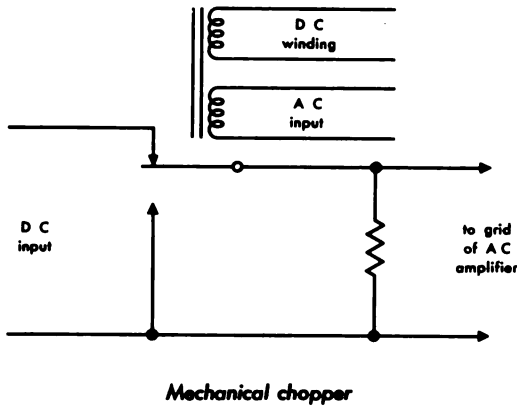 D C
winding
A C
input
D C
input
to grid
of A C
amplifier
Mechanical chopper